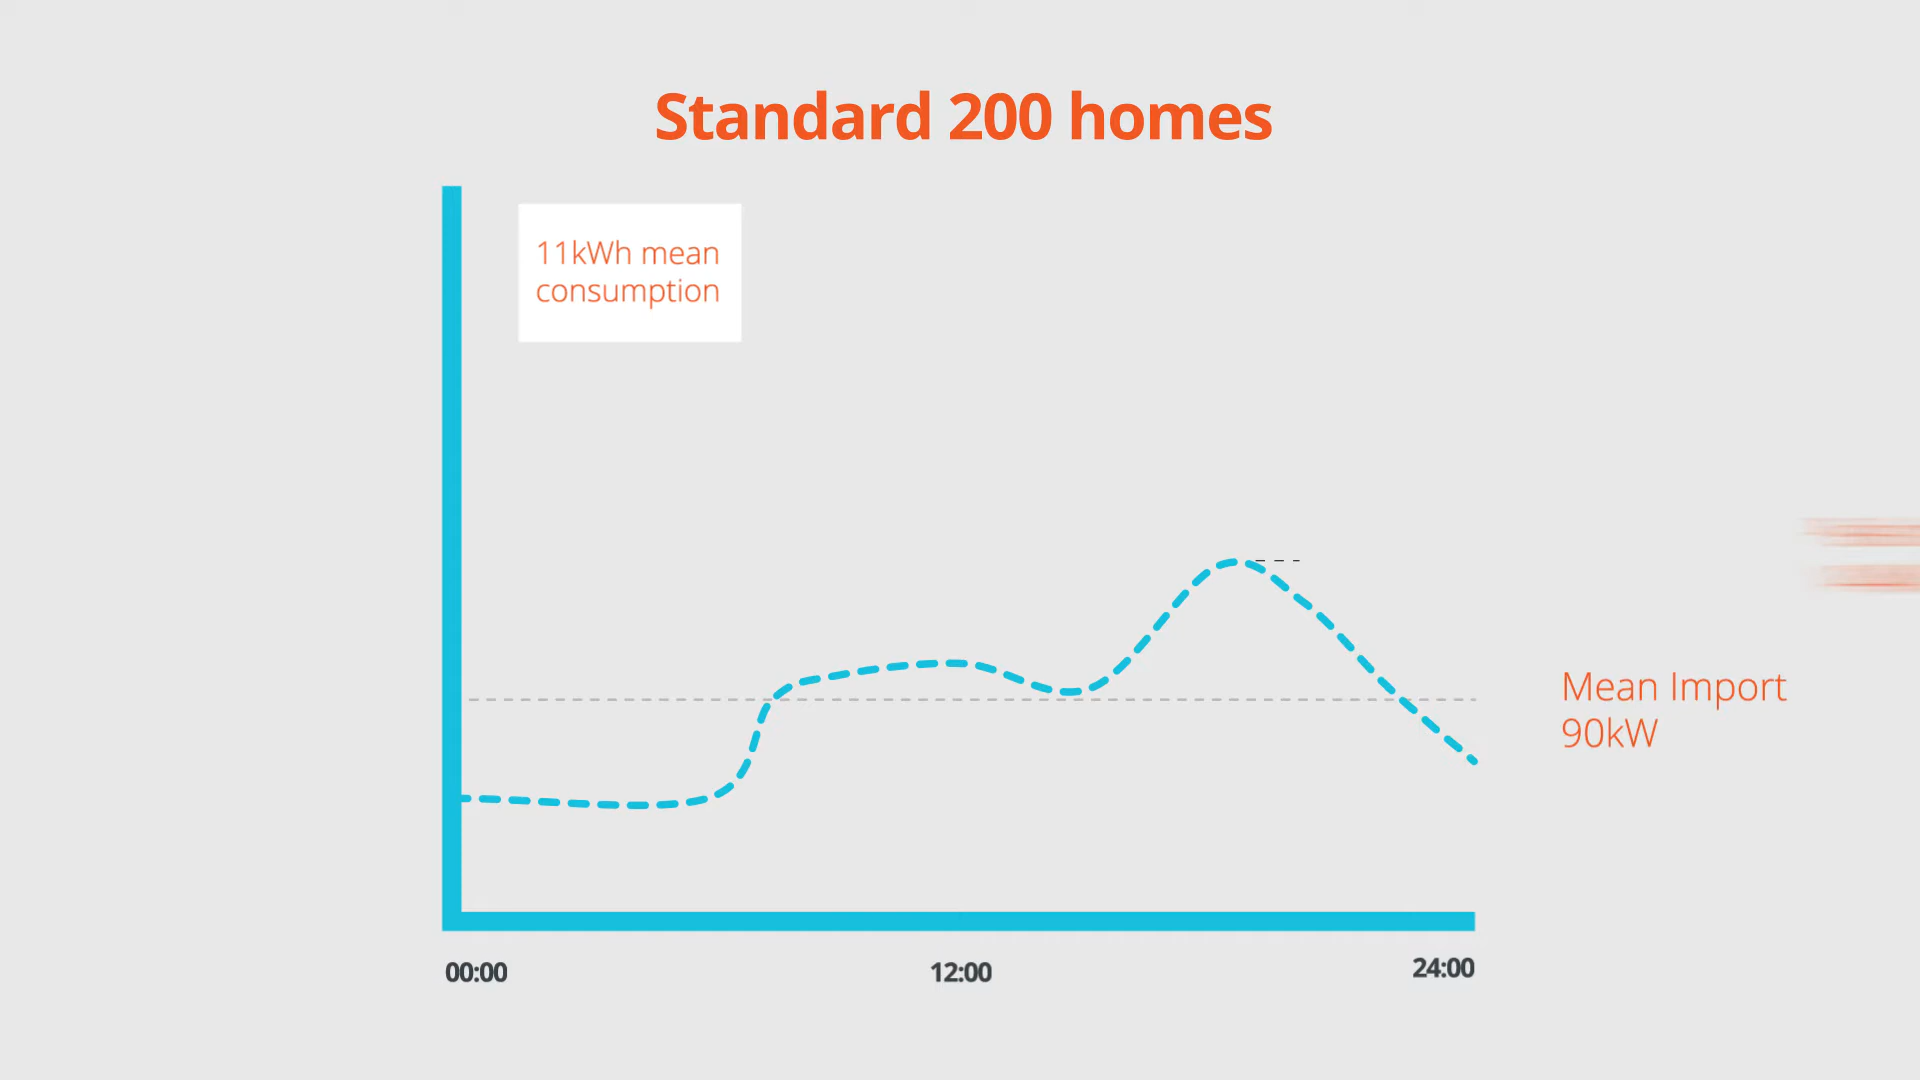 Standard 200 homes
11kWh mean
consumption
Mean Import
90kW
00:00
12:00
24:00